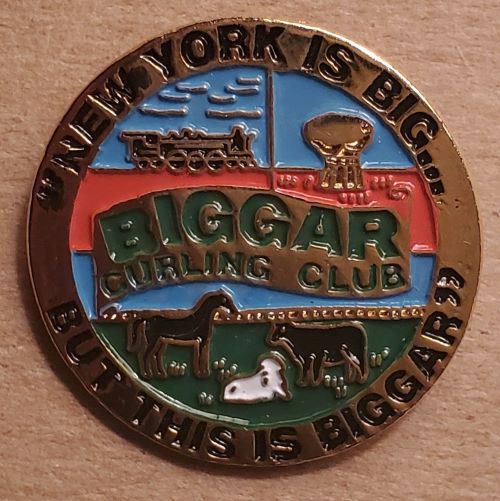 "NEW YORK IS BIG...
BIGGAR
CURLING CLUB
BUT THIS IS BIGGAR"